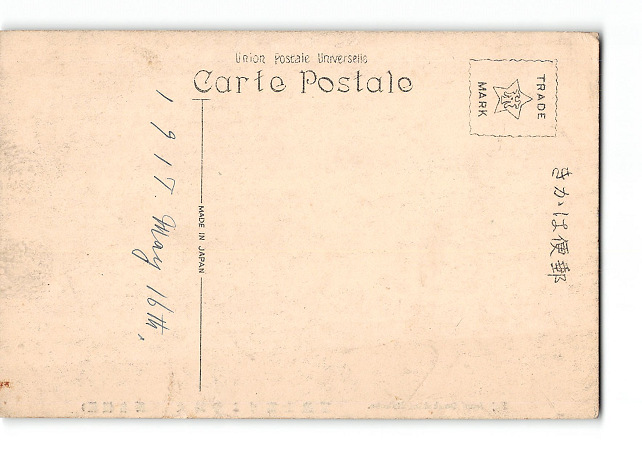 Union Postale Universelle
Carte Postale
TRADE
MARK
きかは便郵
MADE IN JAPAN
1917. May 16th.